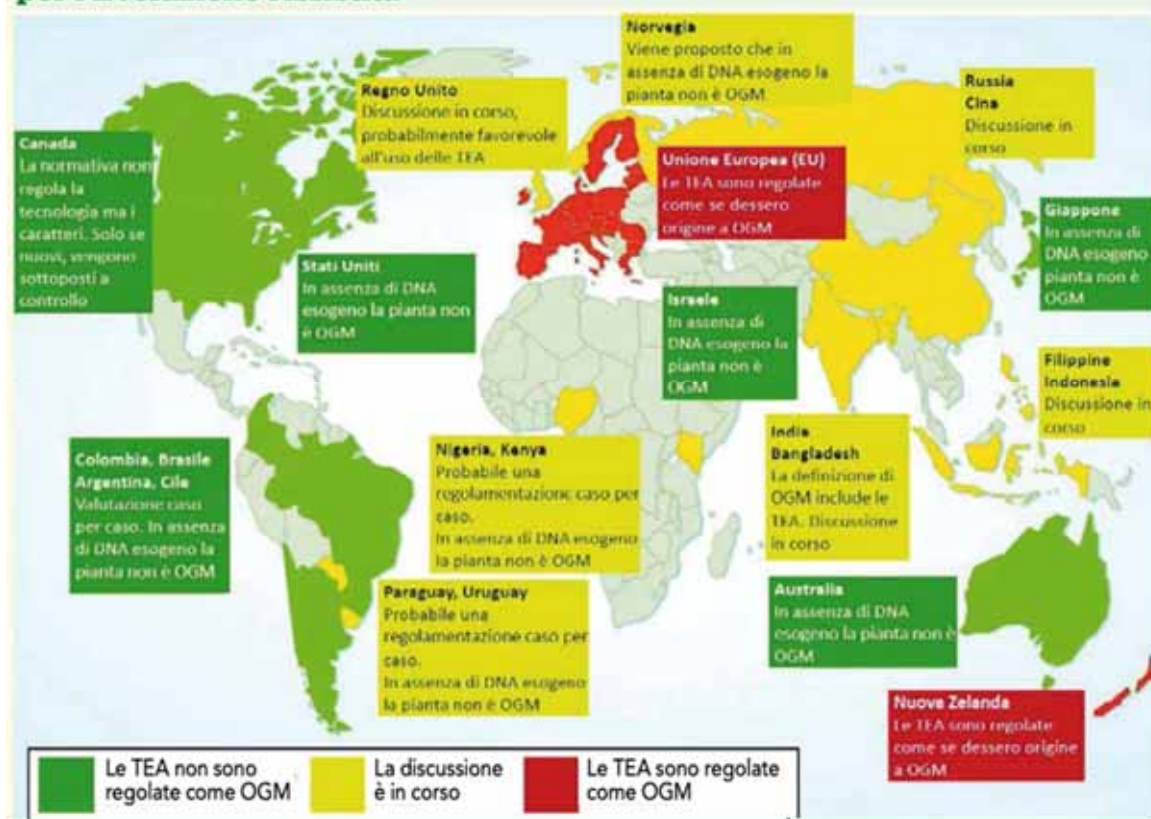 Norvegia
Viene proposto che in
assenza di DNA esogeno la
pianta non è OGM
Regno Unito
Discussione in corso,
probabilmente favorevole
all'uso delle TEA
Russia
Cina
Discussione in
corso
Canada
La normativa non
regola la
tecnologia ma i
caratteri. Solo se
nuovi, vengono
sottoposti a
controllo
Unione Europea (EU)
Le TEA sono regolate
come se dessero
origine a OGM
Giappone
In assenza di
DNA esogeno
pianta non è
OGM
Stati Uniti
In assenza di DNA
esogeno la pianta non
è OGM
Israele
In assenza di
DNA esogeno la
pianta non è
OGM
Filippine
Indonesia
Discussione in
corso
Colombia, Brasile
Argentina, Cile
Valutazione caso
per caso. In assenza
di DNA esogeno la
pianta non è OGM
Nigeria, Kenya
Probabile una
regolamentazione caso per
caso.
In assenza di DNA esogeno
la pianta non è OGM
India
Bangladesh
La definizione di
OGM include le
TEA. Discussione
in corso
Paraguay, Uruguay
Probabile una
regolamentazione caso per
caso.
In assenza di DNA esogeno
la pianta non è OGM
Australia
In assenza di DNA
esogeno la pianta non è
OGM
Nuova Zelanda
Le TEA sono regolate
come se dessero origine
a OGM
Le TEA non sono
regolate come OGM
La discussione
è in corso
Le TEA sono regolate
come OGM